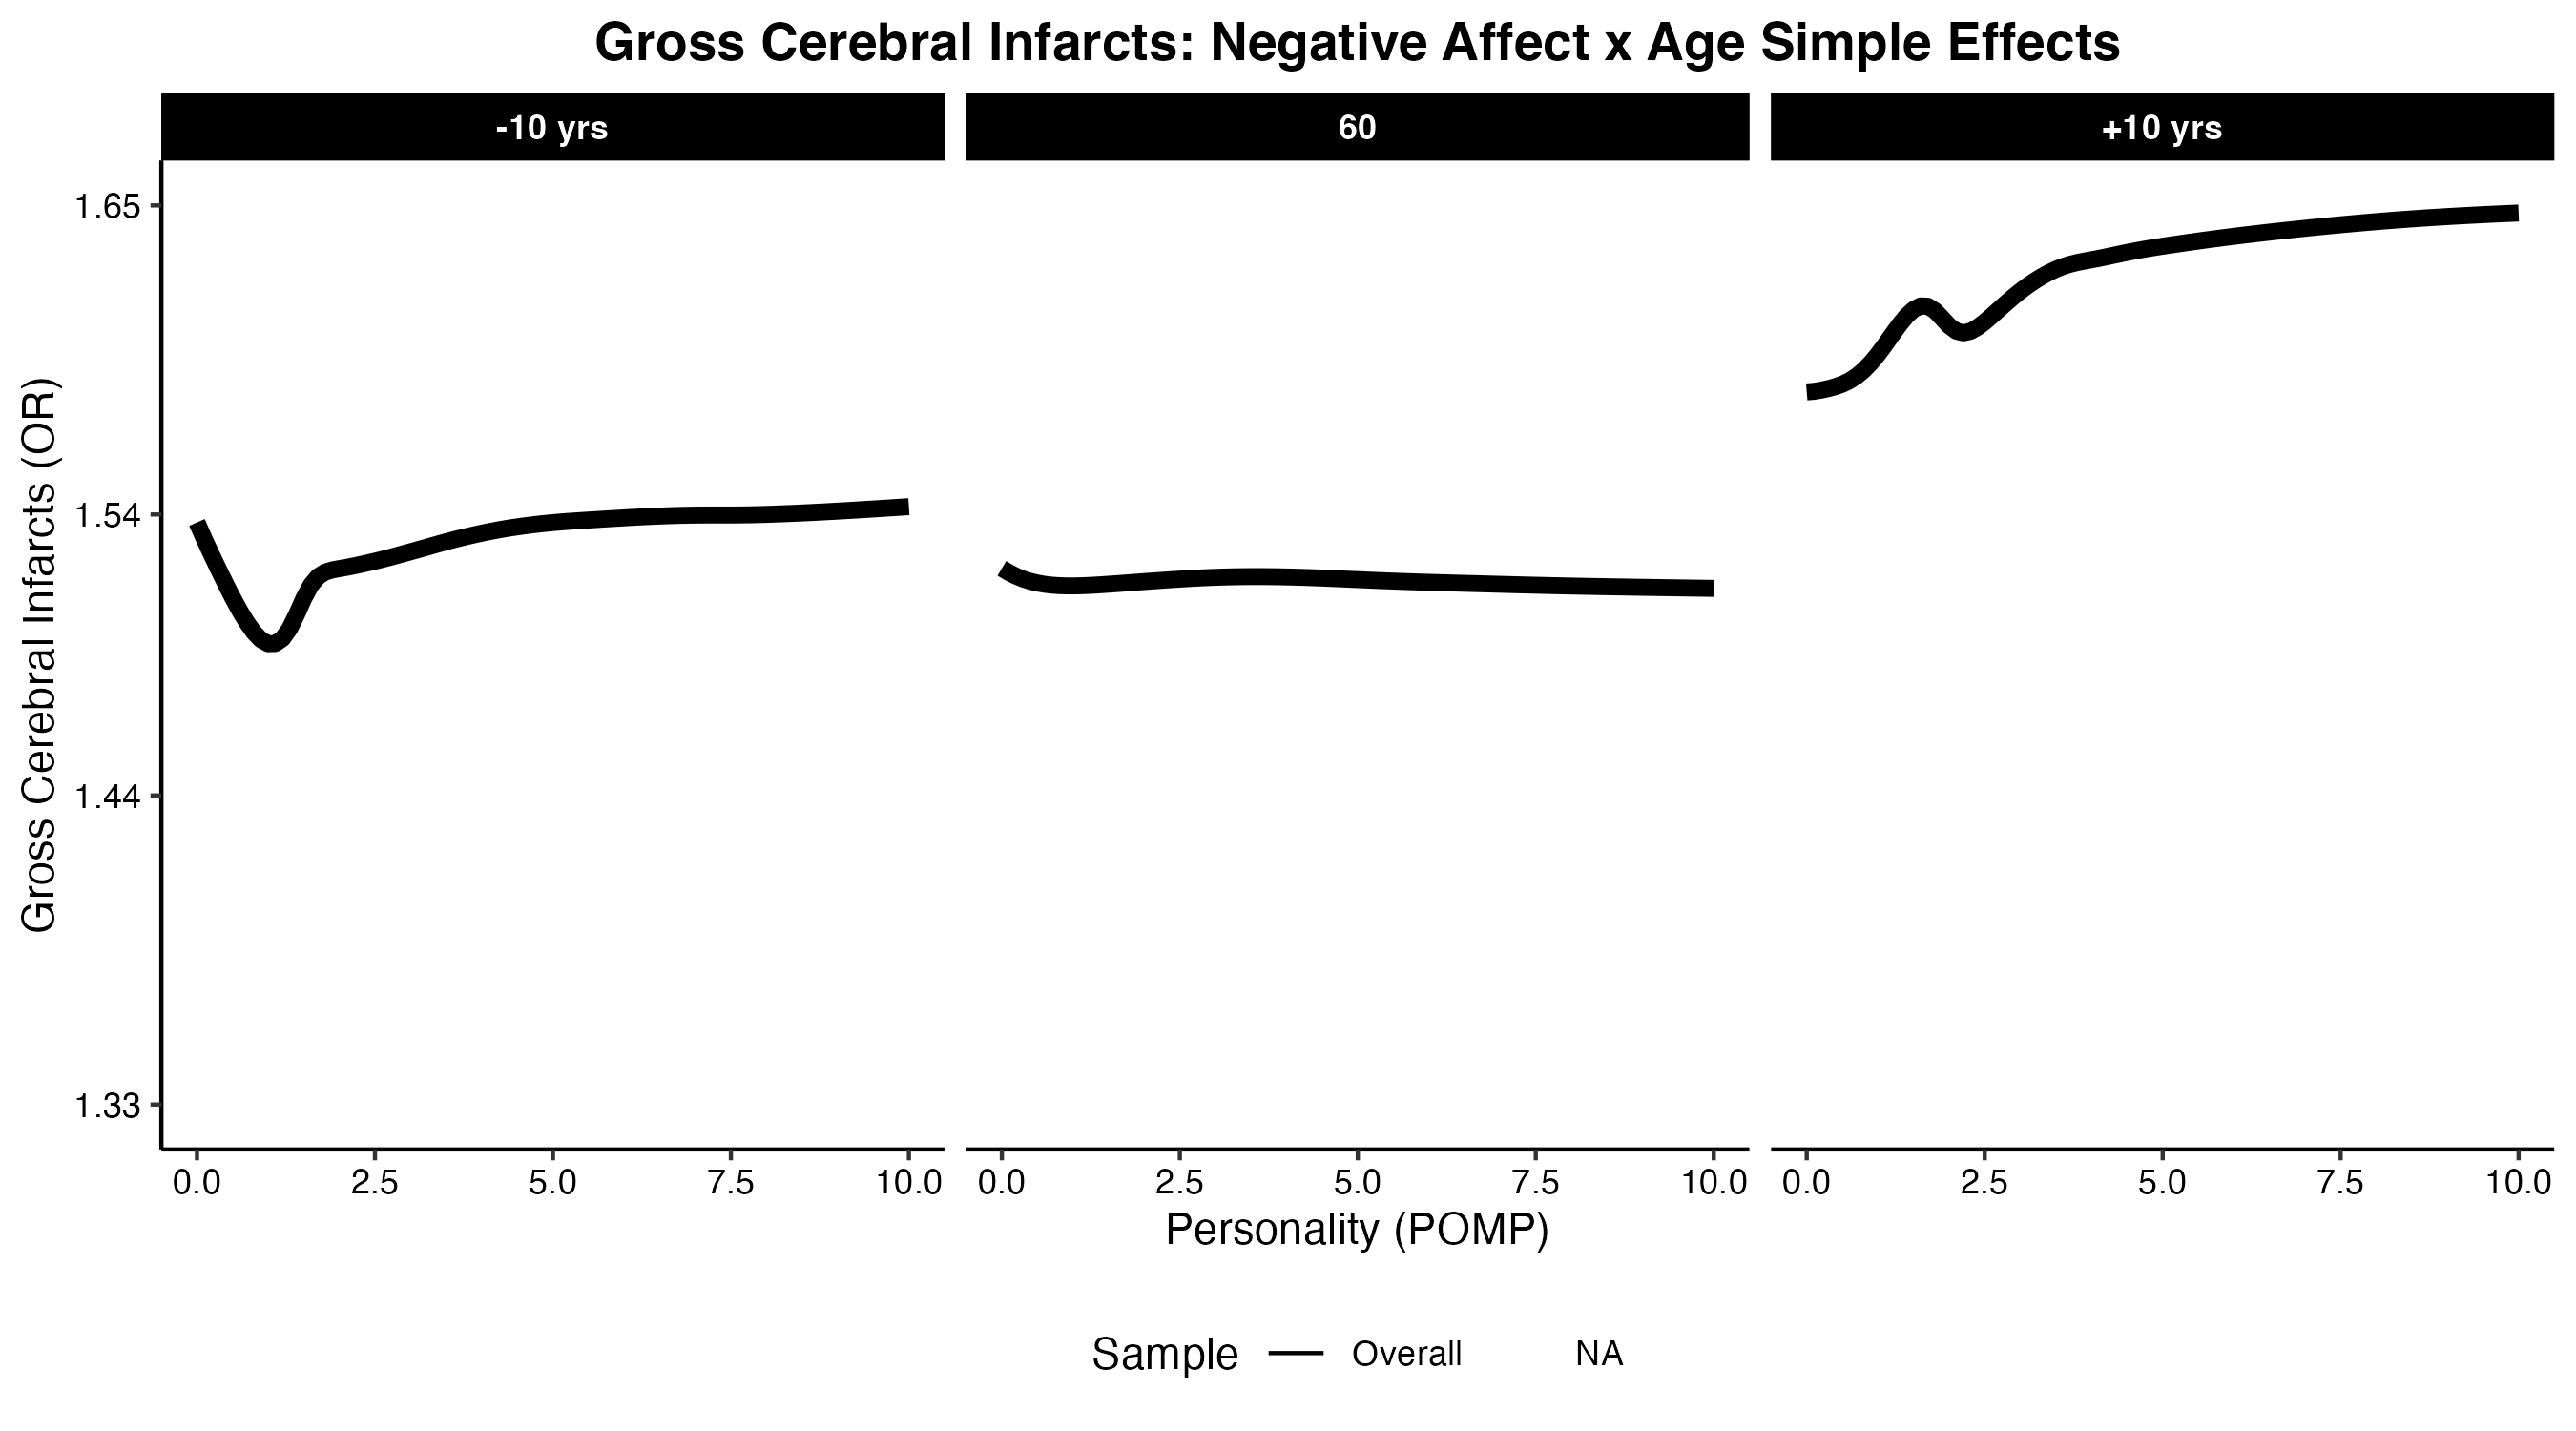 Gross Cerebral Infarcts: Negative Affect x Age Simple Effects
-10 yrs 60 +10 yrs
Gross Cerebral Infarcts (OR)
1.65
1.54
1.44
1.33
0.0 2.5 5.0 7.5 10.0 0.0 2.5 5.0 7.5 10.0 0.0 2.5 5.0 7.5 10.0
Personality (POMP)
Sample Overall NA